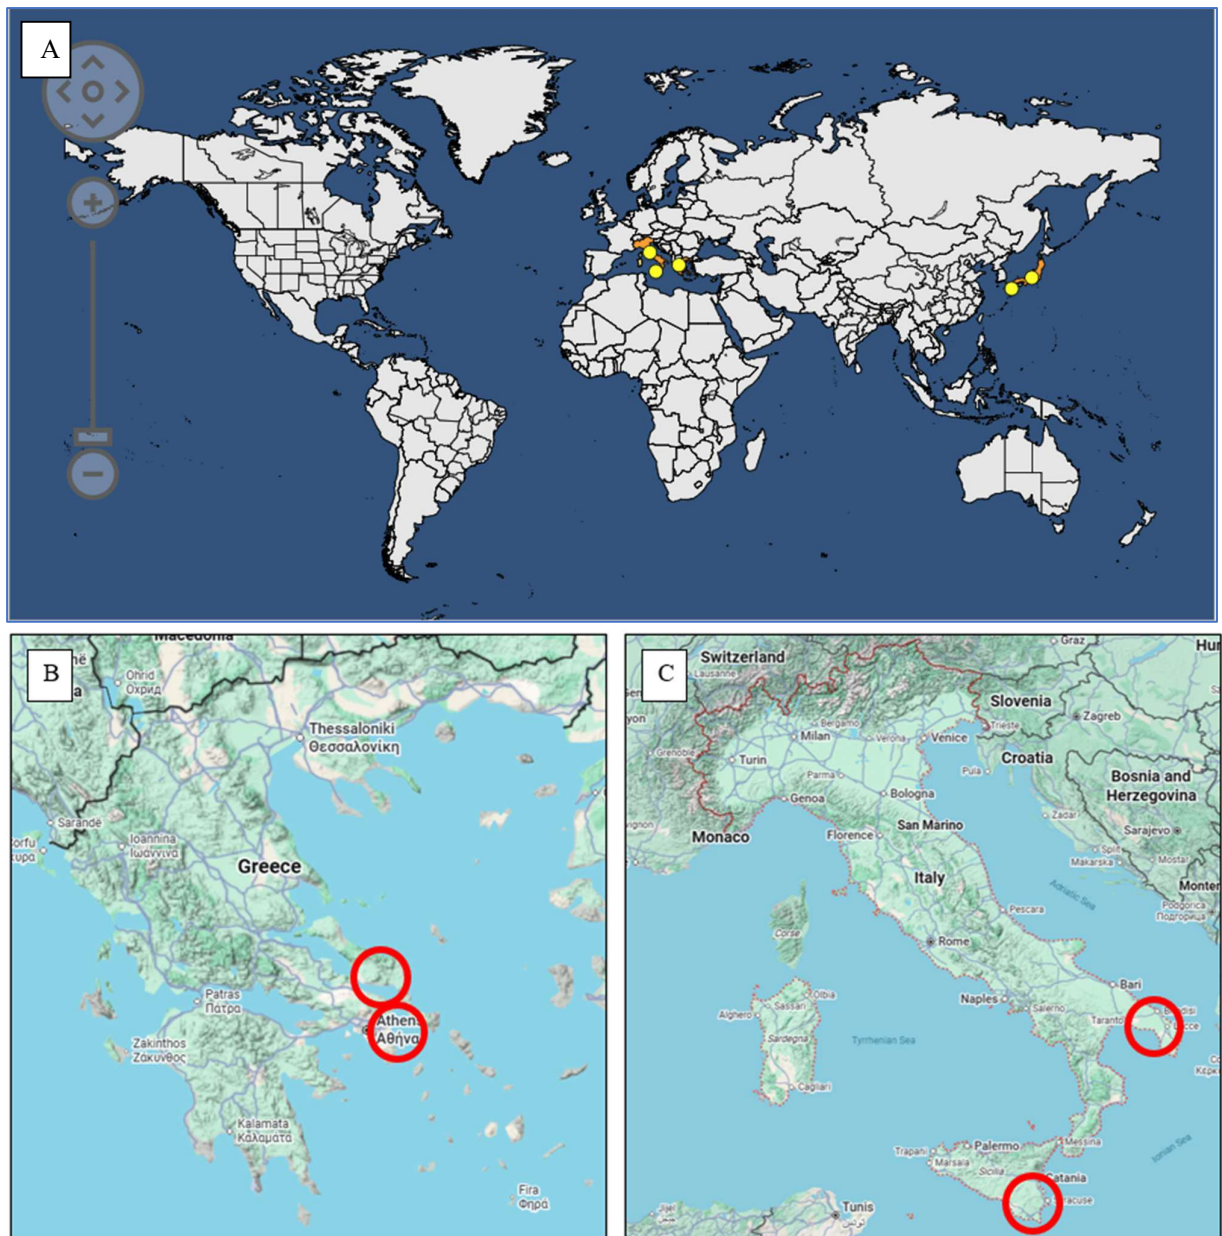 A
B
Macedonia
Ohrid
Охрид
Thessaloniki
Θεσσαλονίκη
Sarandë
Ioannina
Ιωάννινα
Greece
Patras
Πάτρα
Athens
Αθήνα
Zakinthos
Ζάκυνθος
Kalamata
Καλαμάτα
Fira
Φηρά
C
Graz
Switzerland
Lausanne
Slovenia
Zagreb
Bergamo
Trieste
Milan
Verona
Venice
Grenoble
Croatia
Turin
Pula
Parma
Bosnia and
Herzegovina
Genoa
Bologna
Zadar
San Marino
Monaco
Florence
Sarajevo
Split
Makarska
Mostar
Italy
Adriatic Sea
Pescara
Podgorica
Подгорица
Corse
Rome
Bari
Olbia
Naples
Salerno
Sassari
Alghero
Taranto
Sardegna
Tyrrhenian Sea
Cagliari
Messina
Ionian Sea
Palermo
Trapani
Marsala
Sicilia
Catania
Tunis
تونس